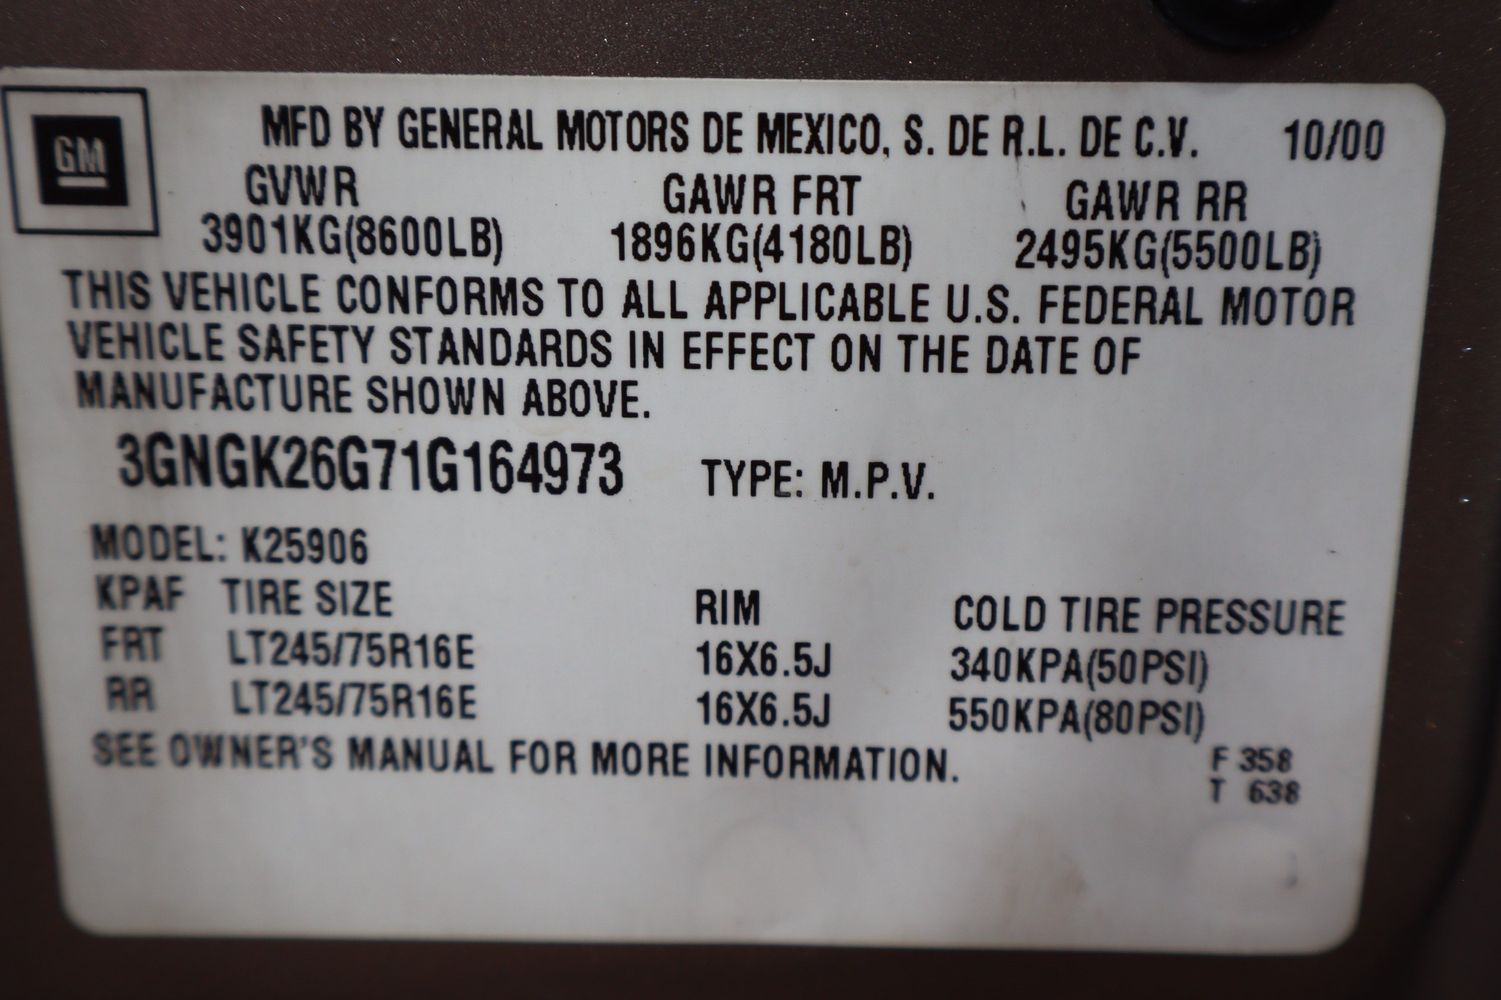 GM
MFD BY GENERAL MOTORS DE MEXICO, S. DE R.L. DE C.V. 10/00
GVWR GAWR FRT GAWR RR
3901KG(8600LB) 1896KG(4180LB) 2495KG(5500LB)
THIS VEHICLE CONFORMS TO ALL APPLICABLE U.S. FEDERAL MOTOR
VEHICLE SAFETY STANDARDS IN EFFECT ON THE DATE OF
MANUFACTURE SHOWN ABOVE.
3GNGK26G71G164973 TYPE: M.P.V.
MODEL: K25906
KPAF TIRE SIZE RIM COLD TIRE PRESSURE
FRT LT245/75R16E 16X6.5J 340KPA(50PSI)
RR LT245/75R16E 16X6.5J 550KPA(80PSI)
SEE OWNER'S MANUAL FOR MORE INFORMATION. F 358
T 638